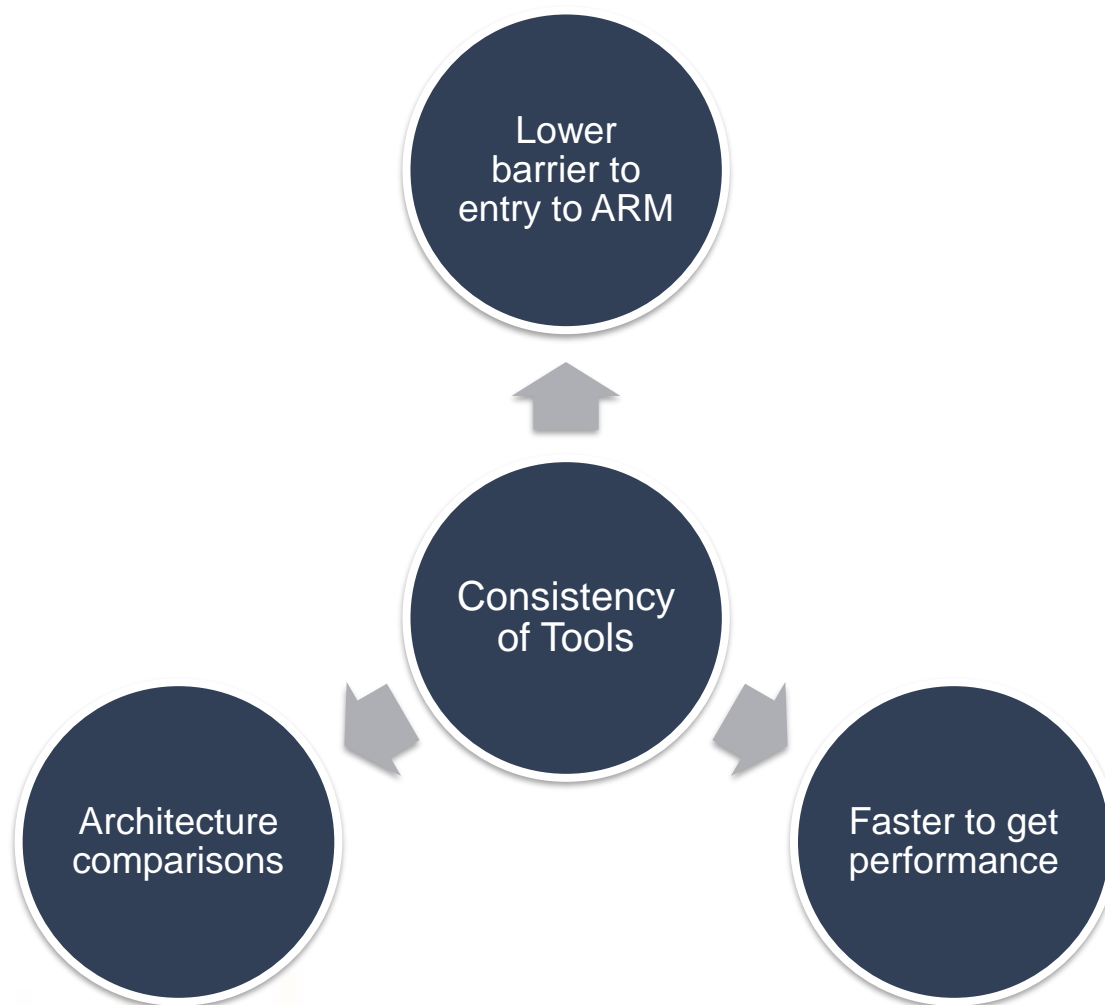 Lower
barrier to
entry to ARM
Consistency
of Tools
Architecture
comparisons
Faster to get
performance